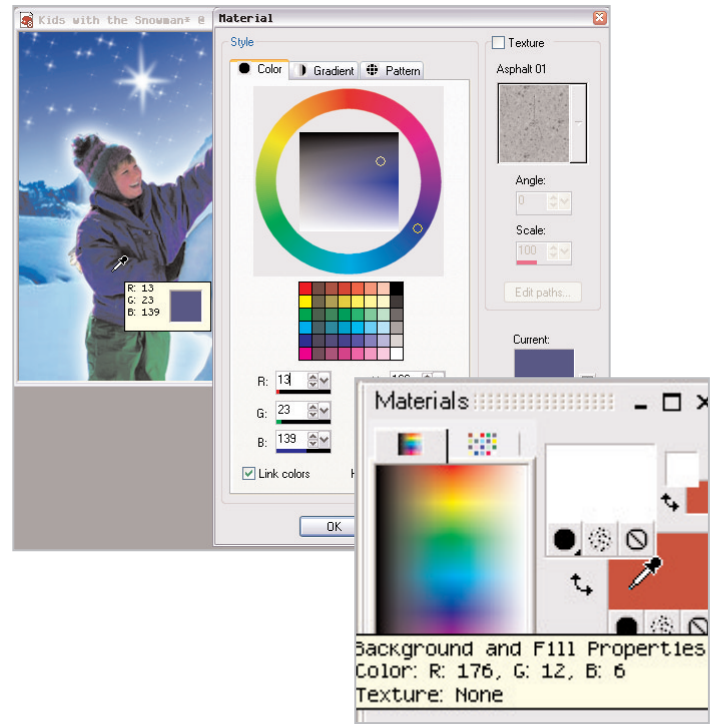 Kids with the Snowman* @
Material
Style
Color
Gradient
Pattern
Texture
Asphalt 01
Angle:
0
Scale:
100
Edit paths...
R: 13
G: 23
B: 139
Current:
R: 13
G: 23
B: 139
Link colors
OK
Materials
Background and Fill Properties
Color: R: 176, G: 12, B: 6
Texture: None